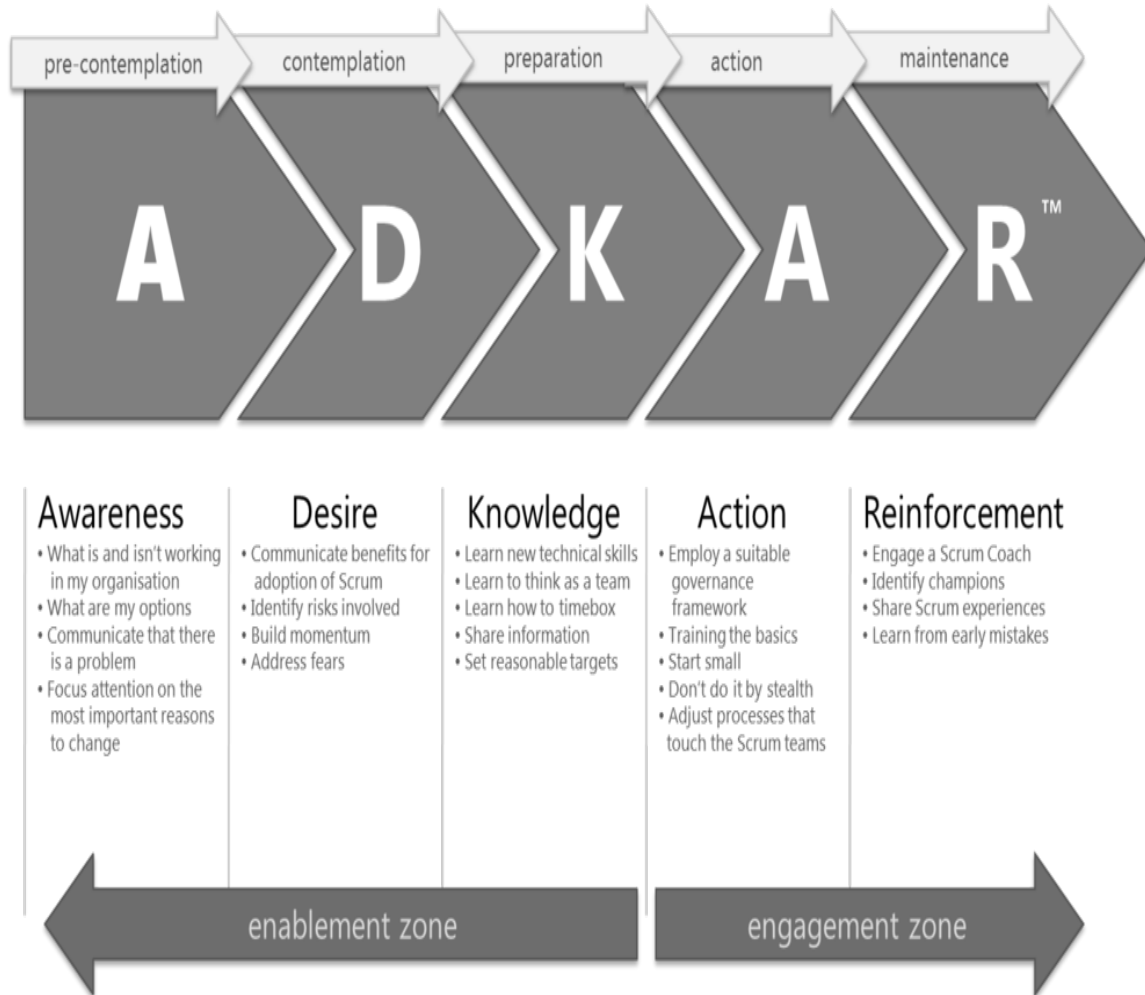 pre-contemplation
contemplation
preparation
action
maintenance
A
D
K
A
R™
Awareness
• What is and isn't working
in my organisation
• What are my options
• Communicate that there
is a problem
• Focus attention on the
most important reasons
to change
Desire
• Communicate benefits for
adoption of Scrum
• Identify risks involved
• Build momentum
• Address fears
Knowledge
• Learn new technical skills
• Learn to think as a team
• Learn how to timebox
• Share information
• Set reasonable targets
Action
• Employ a suitable
governance
framework
• Training the basics
• Start small
• Don't do it by stealth
• Adjust processes that
touch the Scrum teams
Reinforcement
• Engage a Scrum Coach
• Identify champions
• Share Scrum experiences
• Learn from early mistakes
enablement zone
engagement zone